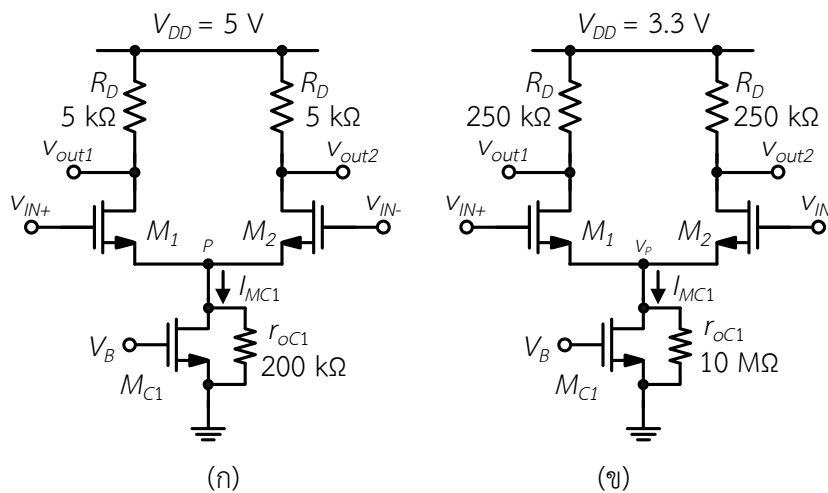 V_DD = 5 V
R_D
5 kΩ
R_D
5 kΩ
v_out1
v_out2
v_IN+
v_IN-
M_1
M_2
P
I_MC1
V_B
M_C1
r_oC1
200 kΩ
(ก)
V_DD = 3.3 V
R_D
250 kΩ
R_D
250 kΩ
v_out1
v_out2
v_IN+
v_IN
M_1
M_2
V_P
I_MC1
V_B
M_C1
r_oC1
10 MΩ
(ข)